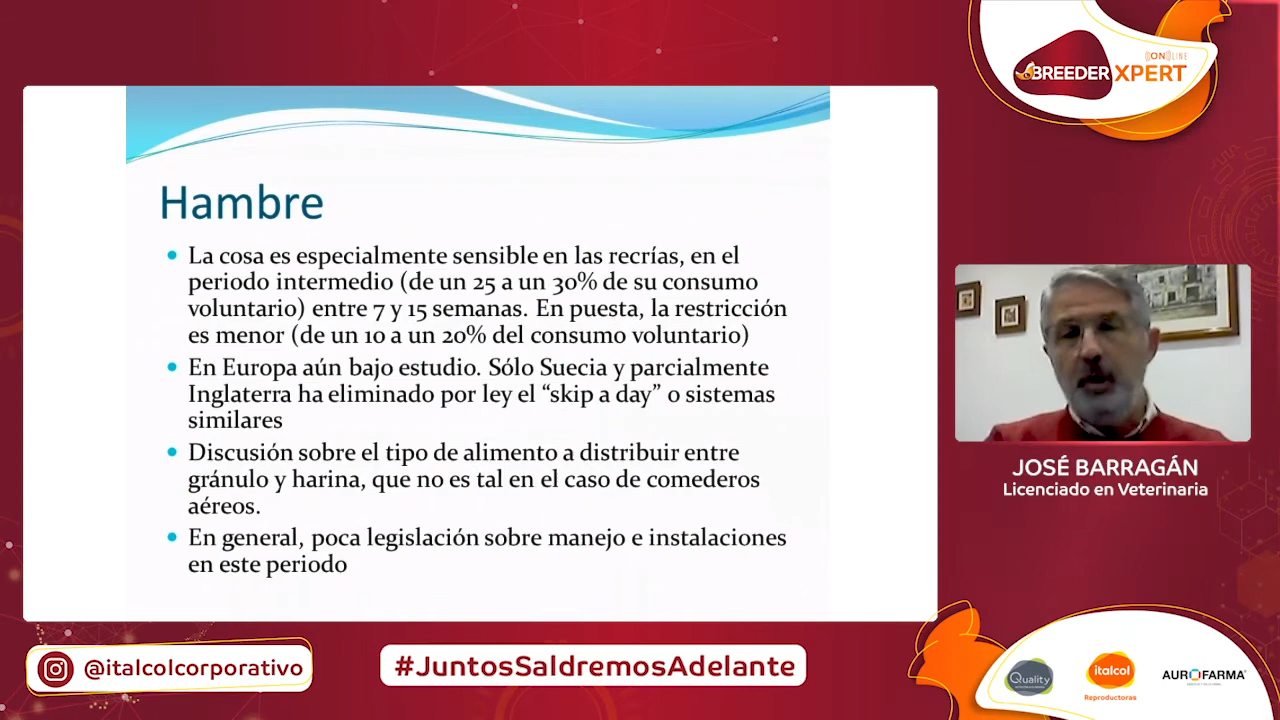 BREEDER XPERT
ONLINE
Hambre
La cosa es especialmente sensible en las recrías, en el
periodo intermedio (de un 25 a un 30% de su consumo
voluntario) entre 7 y 15 semanas. En puesta, la restricción
es menor (de un 10 a un 20% del consumo voluntario)
En Europa aún bajo estudio. Sólo Suecia y parcialmente
Inglaterra ha eliminado por ley el “skip a day” o sistemas
similares
Discusión sobre el tipo de alimento a distribuir entre
gránulo y harina, que no es tal en el caso de comederos
aéreos.
En general, poca legislación sobre manejo e instalaciones
en este periodo
JOSÉ BARRAGÁN
Licenciado en Veterinaria
@italcolcorporativo
#JuntosSaldremosAdelante
Quality
italcol
Reproductoras
AUROFARMA